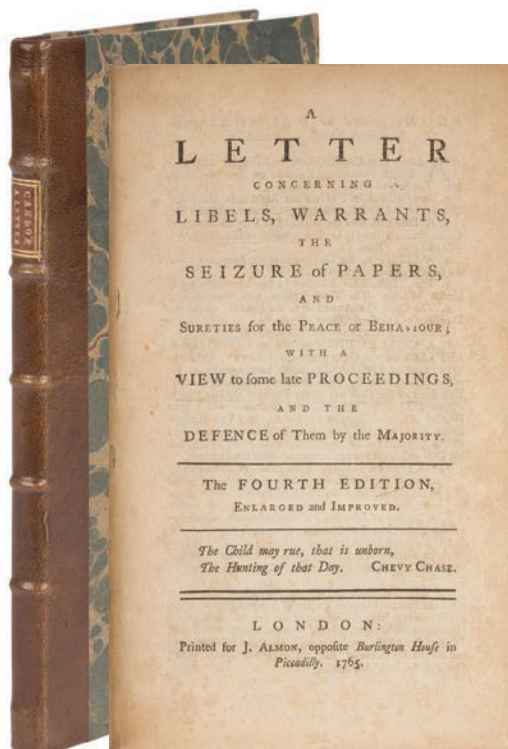 CANDOR
A LETTER
A
LETTER
CONCERNING
LIBELS, WARRANTS,
THE
SEIZURE of PAPERS,
AND
SURETIES for the PEACE or BEHAVIOUR;
WITH A
VIEW to ſome late PROCEEDINGS,
AND THE
DEFENCE of Them by the MAJORITY.
The FOURTH EDITION,
ENLARGED and IMPROVED.
The Child may rue, that is unborn,
The Hunting of that Day. CHEVY CHASE.
LONDON:
Printed for J. ALMON, oppoſite Burlington Houſe in
Piccadilly. 1765.